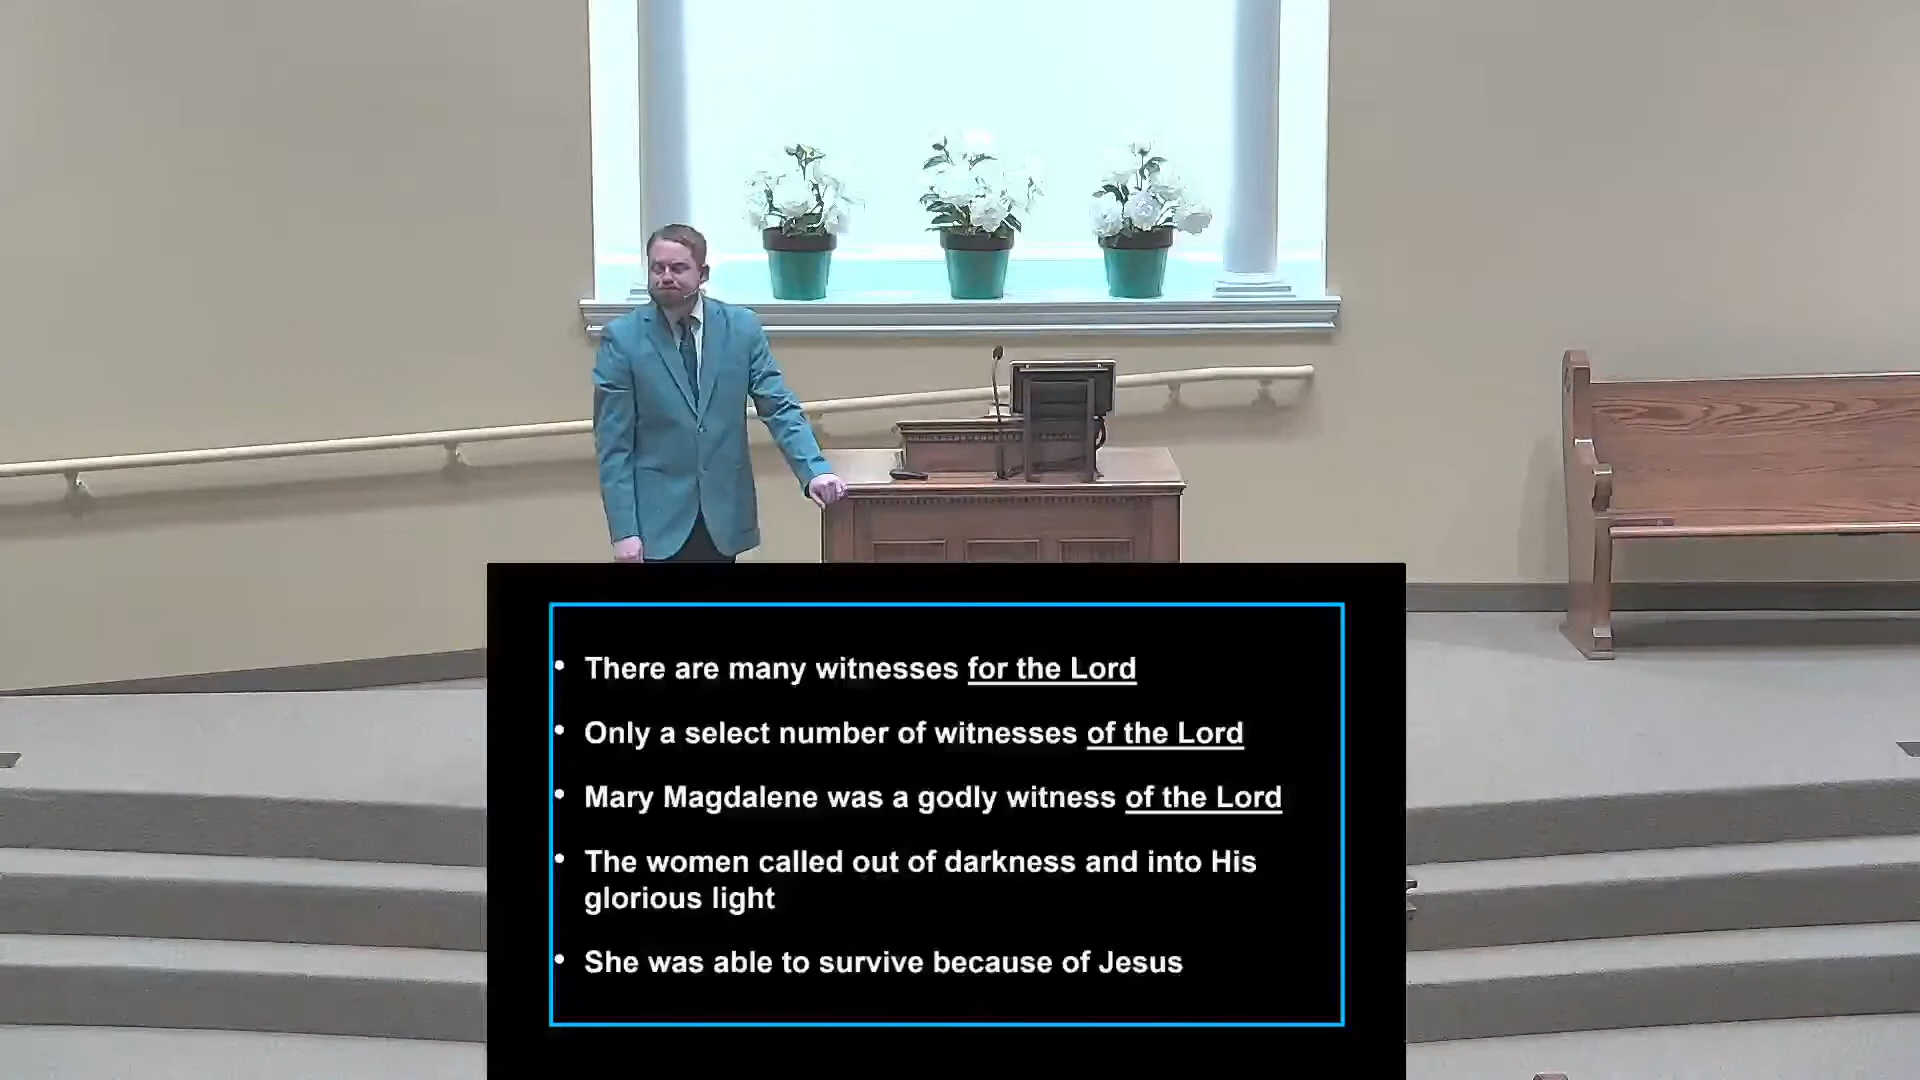 • There are many witnesses for the Lord
• Only a select number of witnesses of the Lord
• Mary Magdalene was a godly witness of the Lord
• The women called out of darkness and into His
glorious light
• She was able to survive because of Jesus